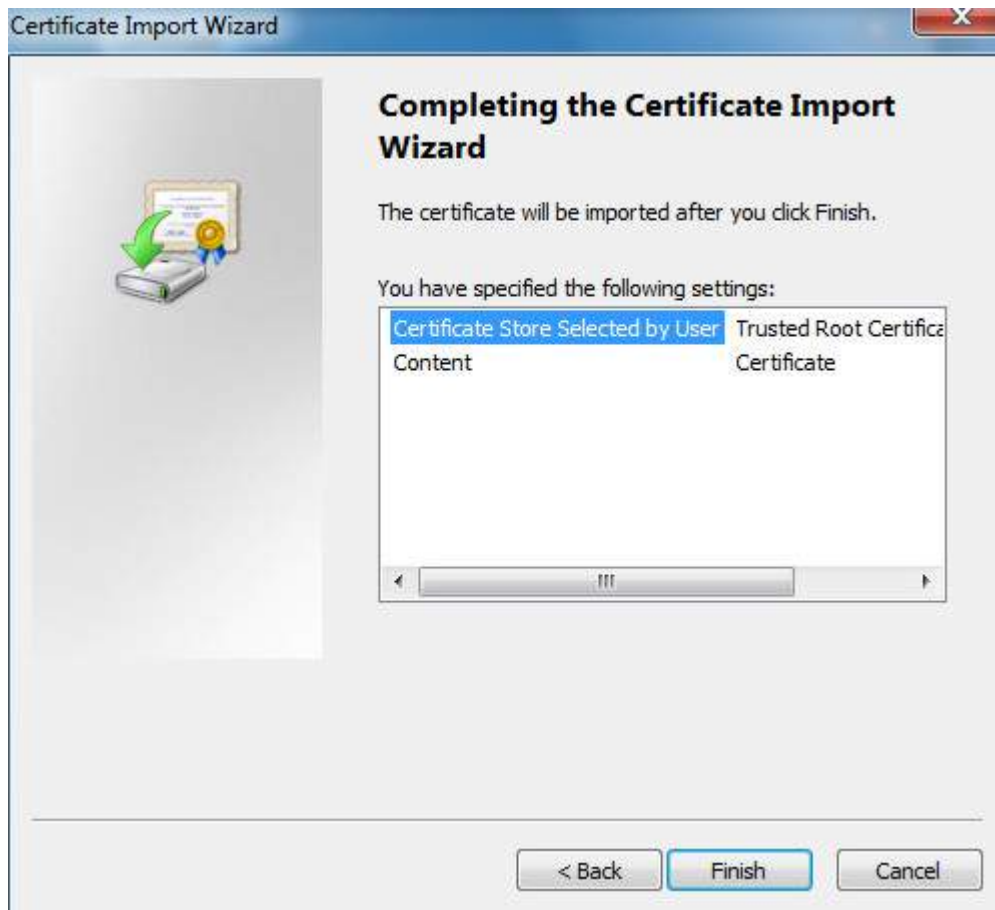 Certificate Import Wizard
Completing the Certificate Import
Wizard
The certificate will be imported after you click Finish.
You have specified the following settings:
Certificate Store Selected by User Trusted Root Certifica
Content Certificate
< Back Finish Cancel